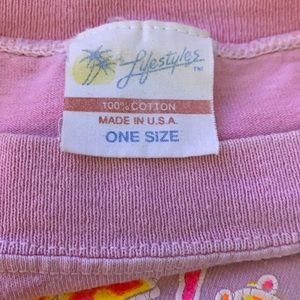 Lifestyles TM
100% COTTON
MADE IN U.S.A.
ONE SIZE